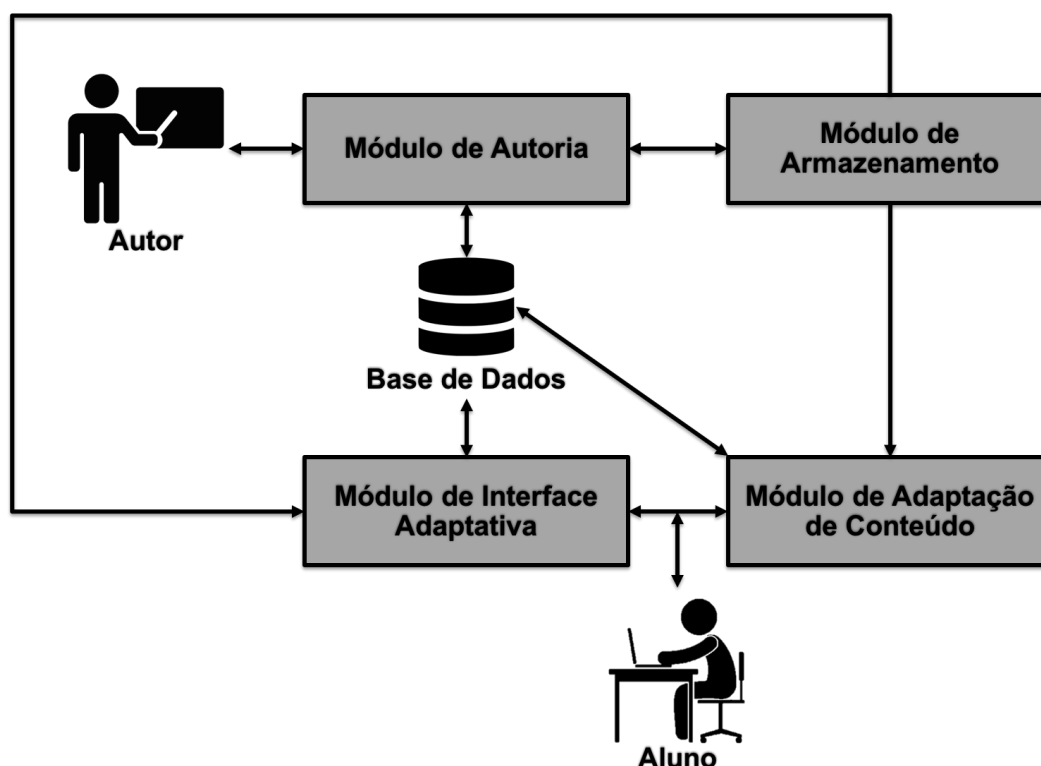 Módulo de Autoria
Módulo de
Armazenamento
Autor
Base de Dados
Módulo de Interface
Adaptativa
Módulo de Adaptação
de Conteúdo
Aluno